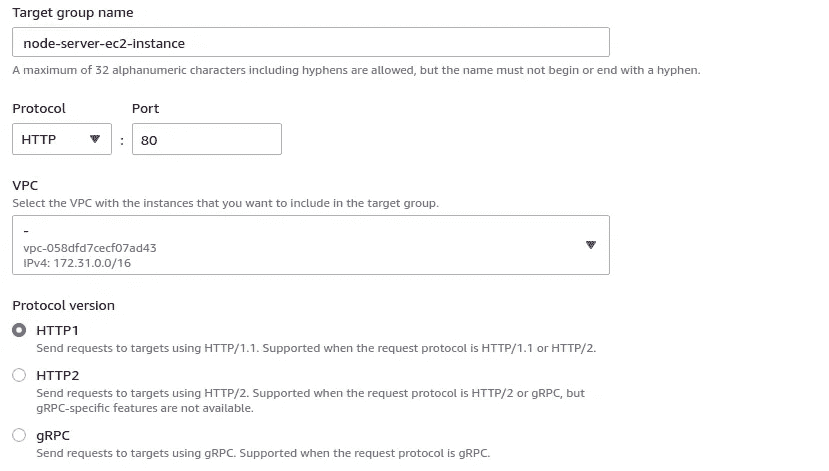 Target group name
node-server-ec2-instance
A maximum of 32 alphanumeric characters including hyphens are allowed, but the name must not begin or end with a hyphen.
Protocol Port
HTTP : 80
VPC
Select the VPC with the instances that you want to include in the target group.
-
vpc-058dfd7cecf07ad43
IPv4: 172.31.0.0/16
Protocol version
HTTP1
Send requests to targets using HTTP/1.1. Supported when the request protocol is HTTP/1.1 or HTTP/2.
HTTP2
Send requests to targets using HTTP/2. Supported when the request protocol is HTTP/2 or gRPC, but
gRPC-specific features are not available.
gRPC
Send requests to targets using gRPC. Supported when the request protocol is gRPC.